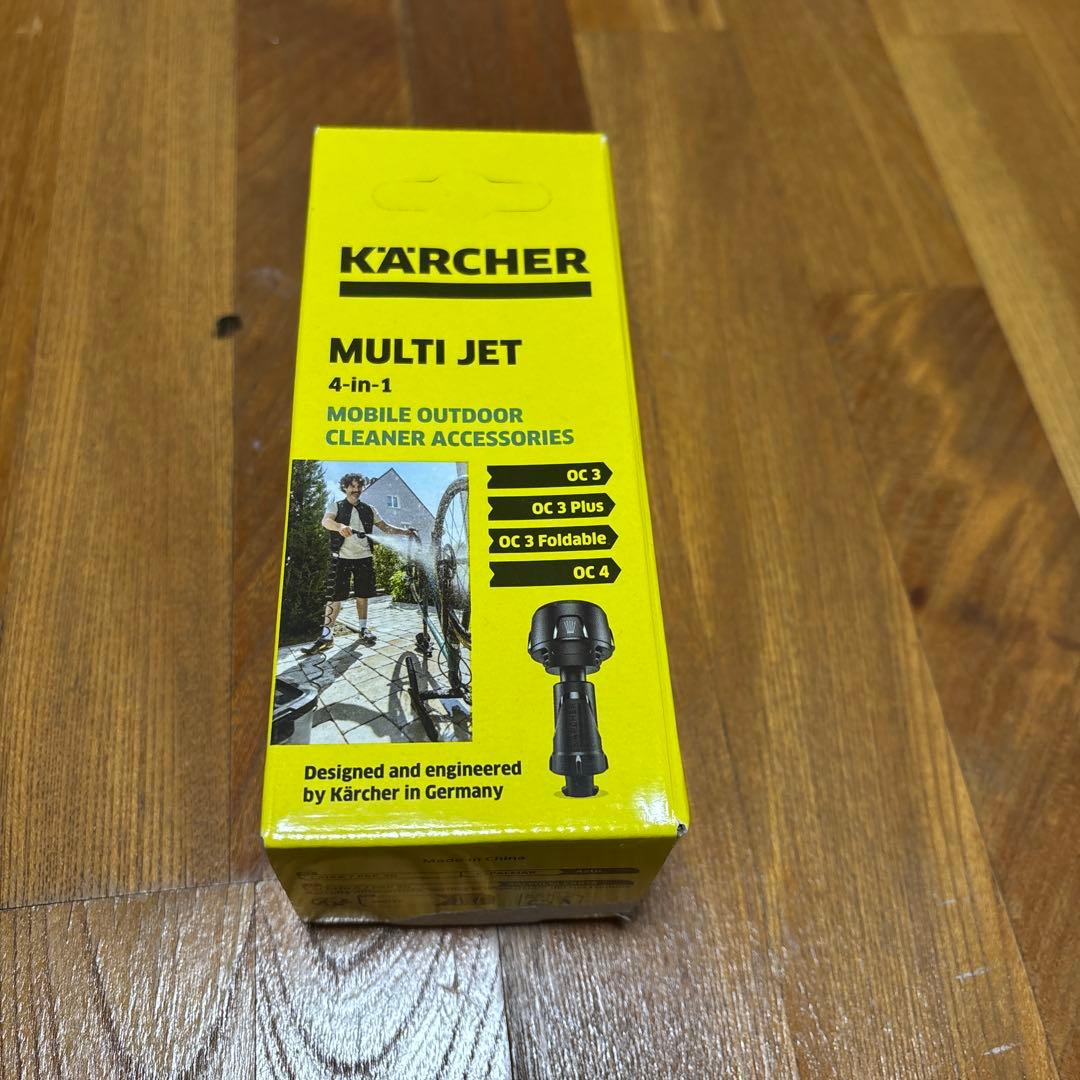 KÄRCHER
MULTI JET
4-in-1
MOBILE OUTDOOR
CLEANER ACCESSORIES
OC 3
OC 3 Plus
OC 3 Foldable
OC 4
Designed and engineered
by Kärcher in Germany
Made in China